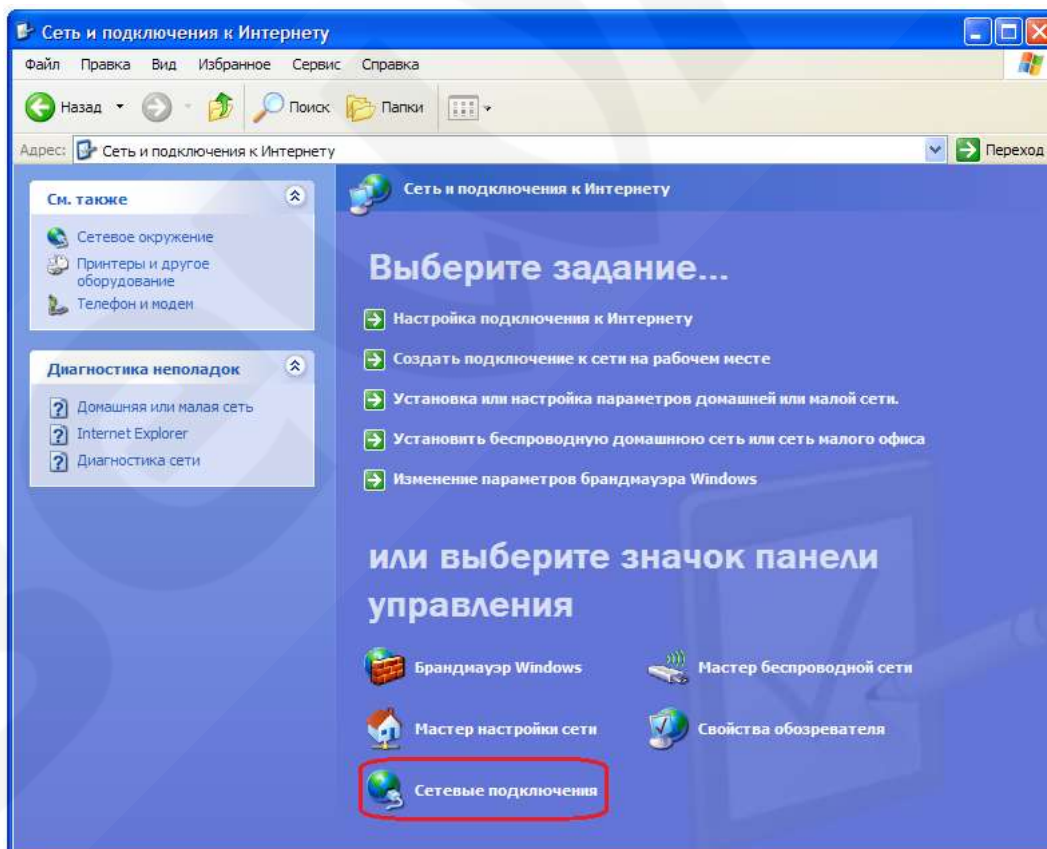 Сеть и подключения к Интернету
Файл Правка Вид Избранное Сервис Справка
Назад Поиск Папки
Адрес: Сеть и подключения к Интернету Переход
См. также
Сетевое окружение
Принтеры и другое
оборудование
Телефон и модем
Диагностика неполадок
Домашняя или малая сеть
Internet Explorer
Диагностика сети
Сеть и подключения к Интернету
Выберите задание...
Настройка подключения к Интернету
Создать подключение к сети на рабочем месте
Установка или настройка параметров домашней или малой сети.
Установить беспроводную домашнюю сеть или сеть малого офиса
Изменение параметров брандмауэра Windows
или выберите значок панели
управления
Брандмауэр Windows
Мастер беспроводной сети
Мастер настройки сети
Свойства обозревателя
Сетевые подключения